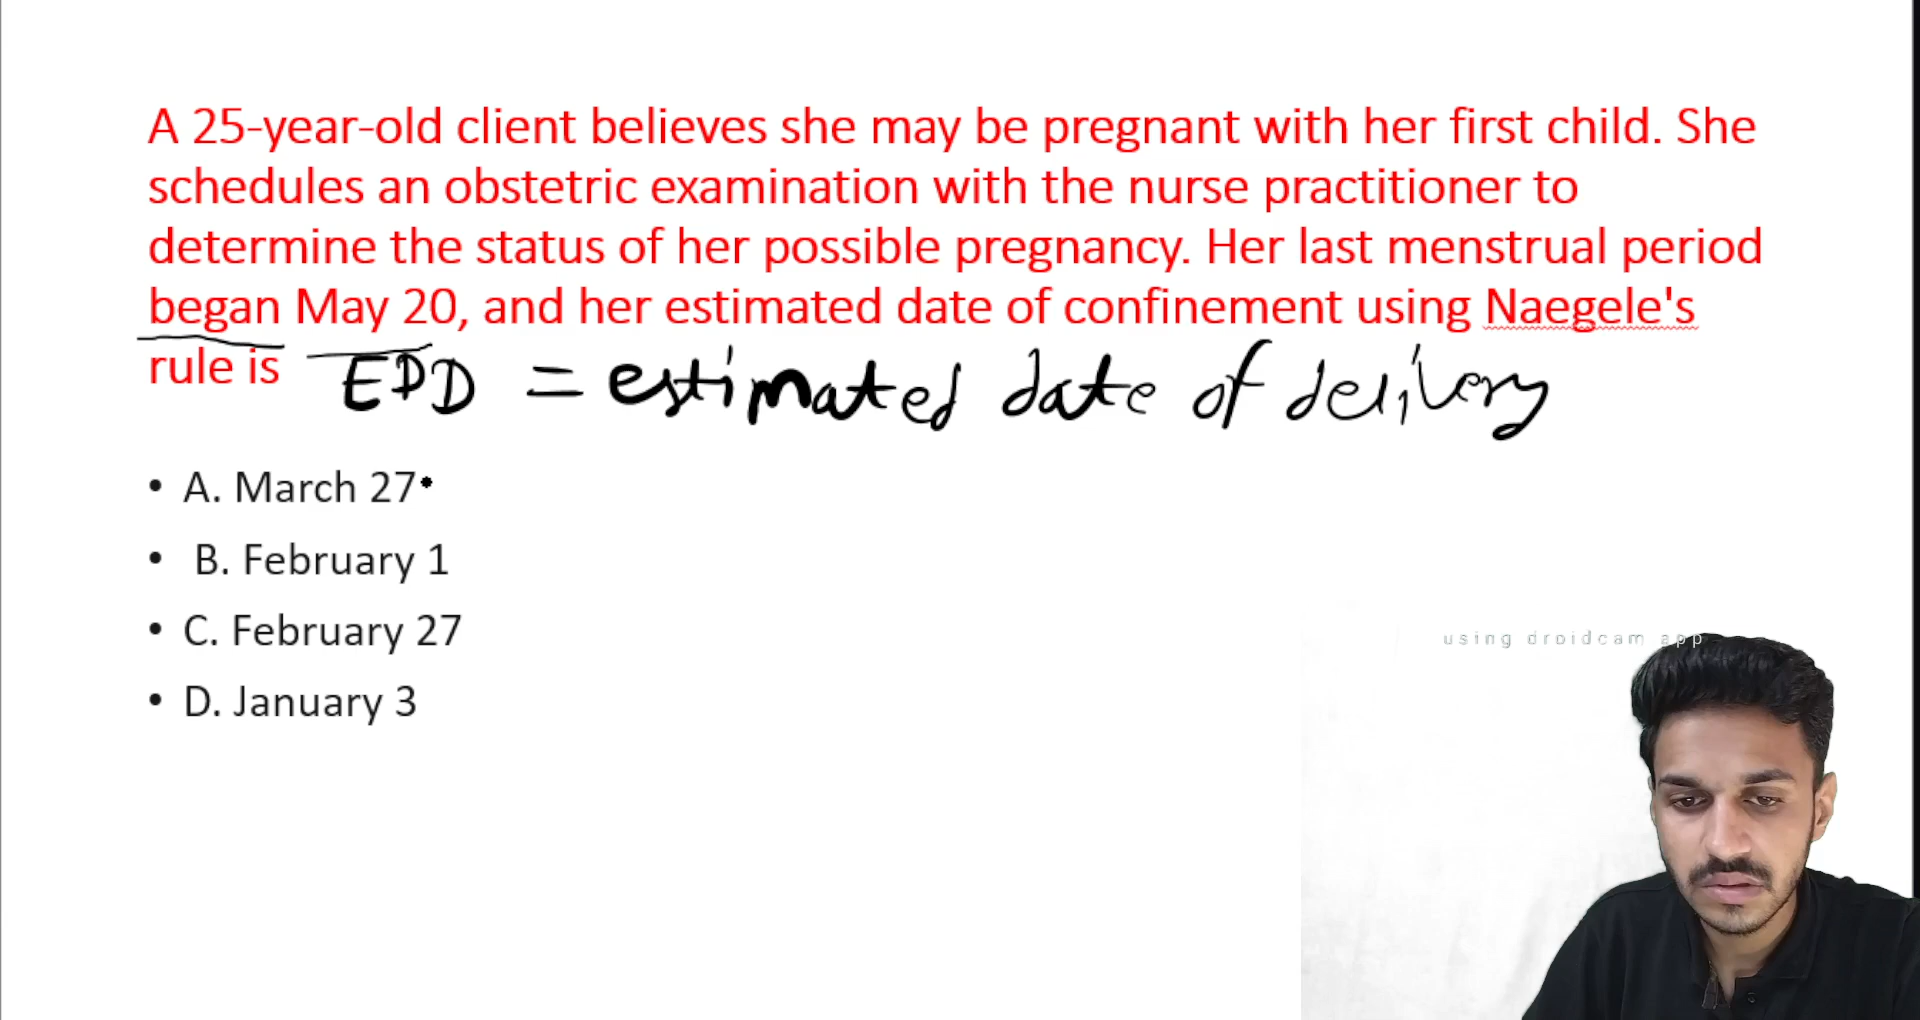 A 25-year-old client believes she may be pregnant with her first child. She
schedules an obstetric examination with the nurse practitioner to
determine the status of her possible pregnancy. Her last menstrual period
began May 20, and her estimated date of confinement using Naegele's
rule is
EDD = estimated date of delivery
• A. March 27
• B. February 1
• C. February 27
• D. January 3
using droidcam app